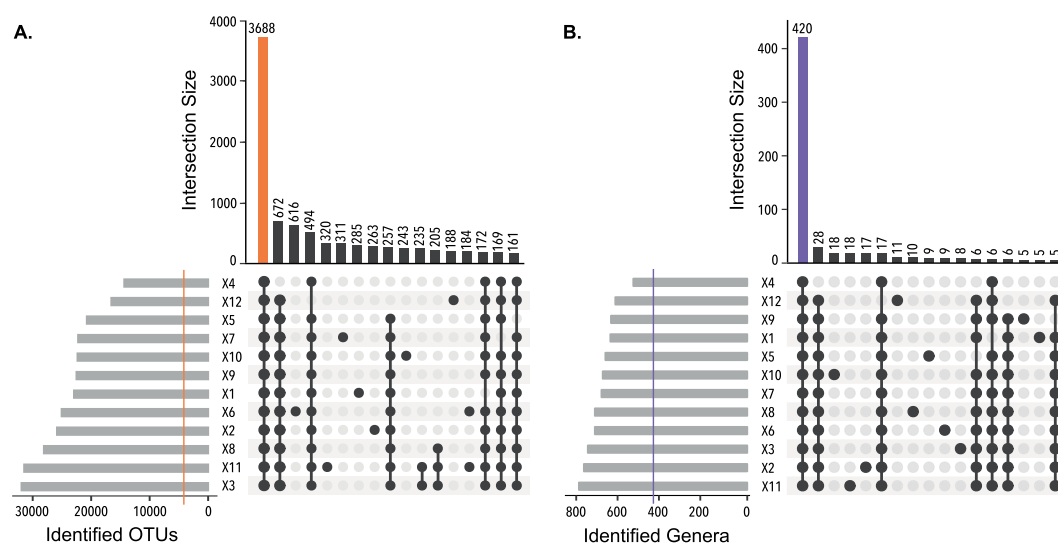 A.
Intersection Size
4000
3000
2000
1000
0
3688
672
616
494
320
311
285
263
257
243
235
205
188
184
172
169
161
X4
X12
X5
X7
X10
X9
X1
X6
X2
X8
X11
X3
30000 20000 10000 0
Identified OTUs
B.
Intersection Size
400
300
200
100
0
420
28
18
18
17
17
11
10
9
9
8
6
6
6
5
5
5
X4
X12
X9
X1
X5
X10
X7
X8
X6
X3
X2
X11
800 600 400 200 0
Identified Genera